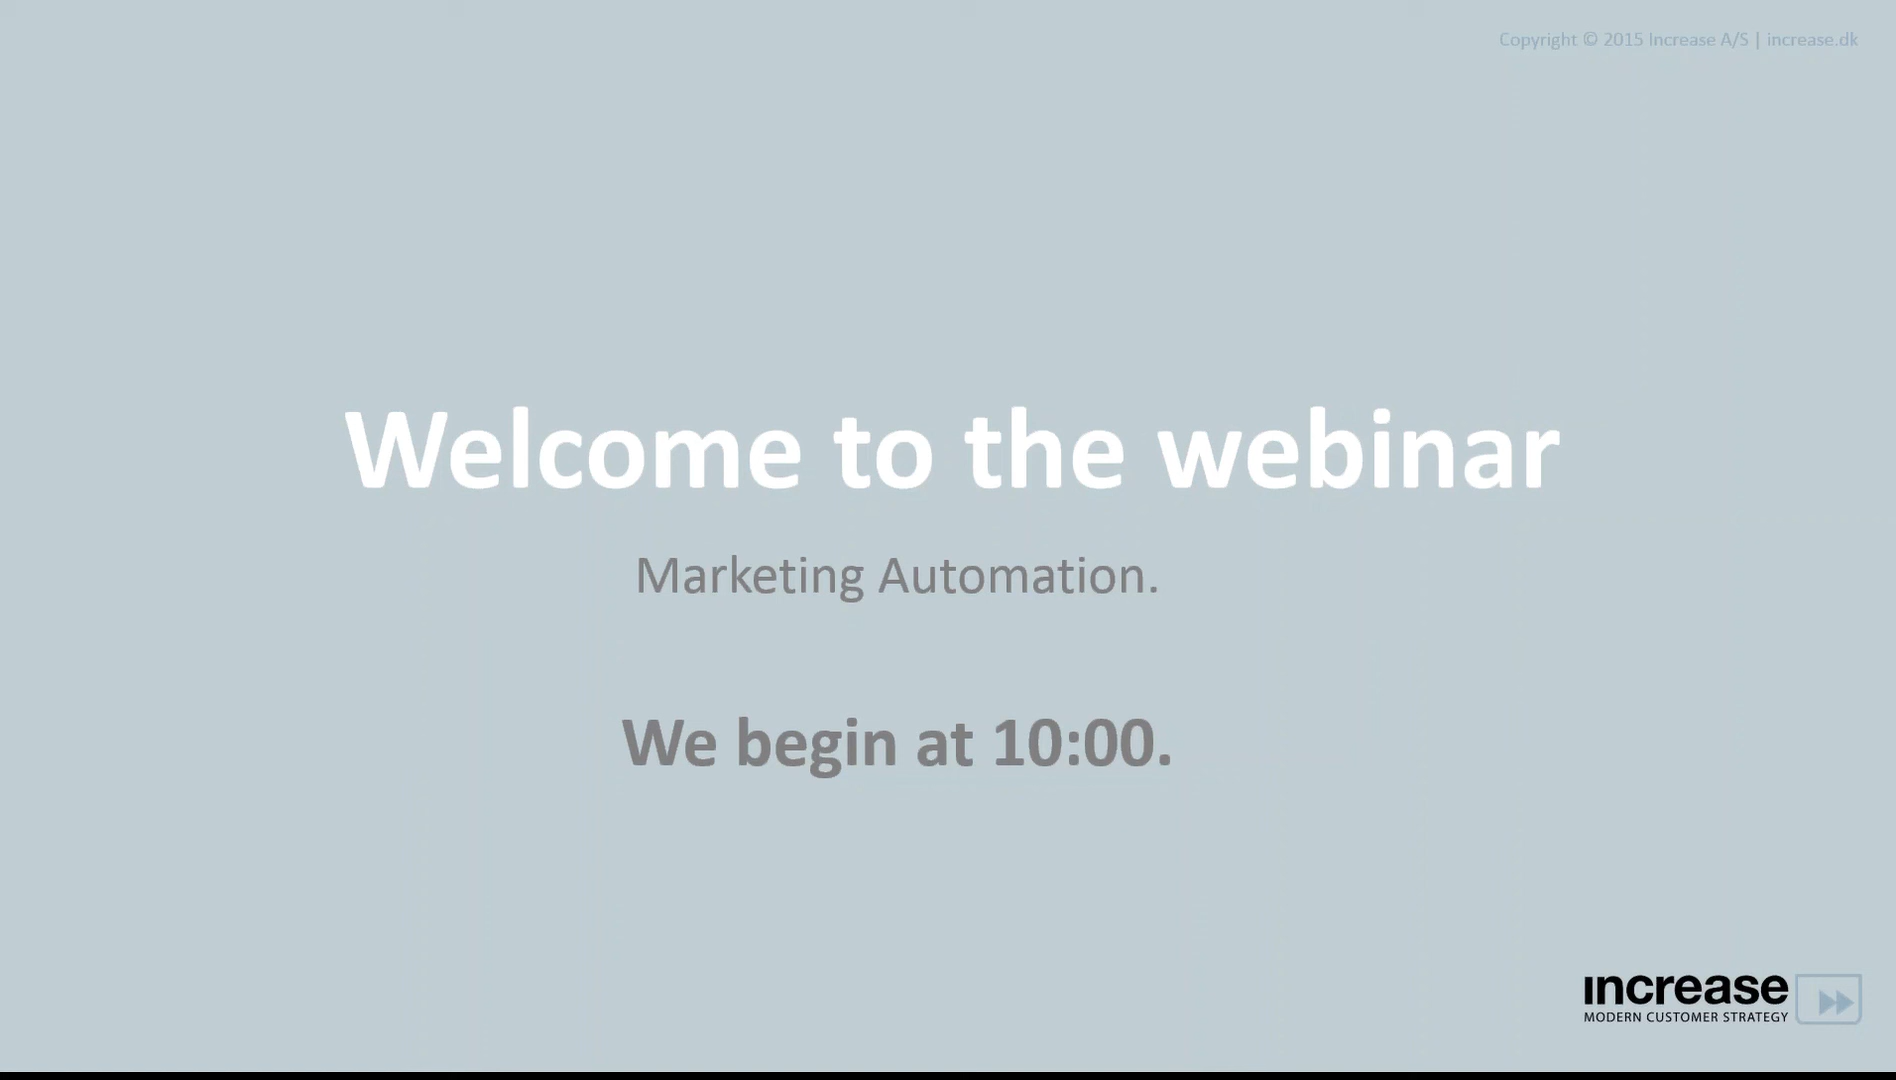 Copyright © 2015 Increase A/S | increase.dk
Welcome to the webinar
Marketing Automation.
We begin at 10:00.
increase
MODERN CUSTOMER STRATEGY